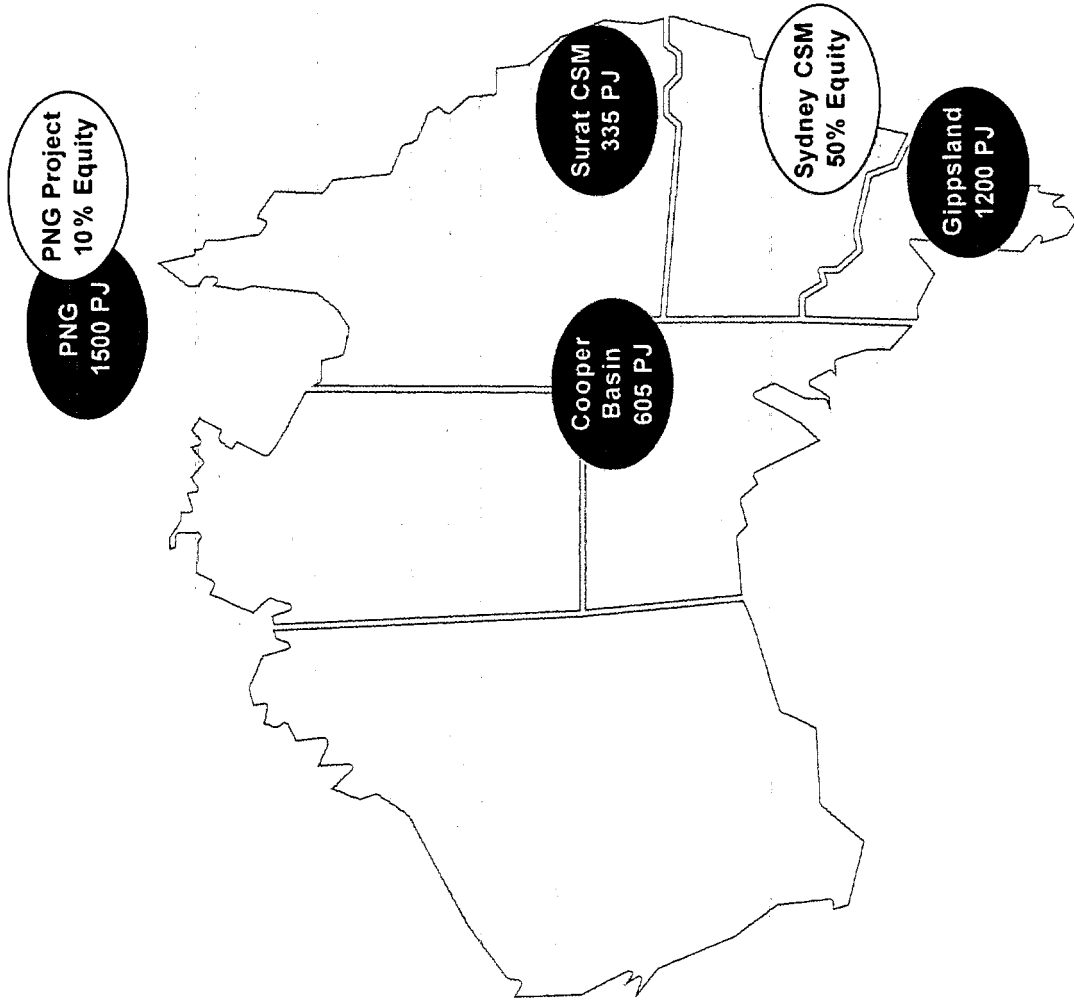 PNG Project
10% Equity
PNG
1500 PJ
Surat CSM
335 PJ
Cooper
Basin
605 PJ
Sydney CSM
50% Equity
Gippsland
1200 PJ